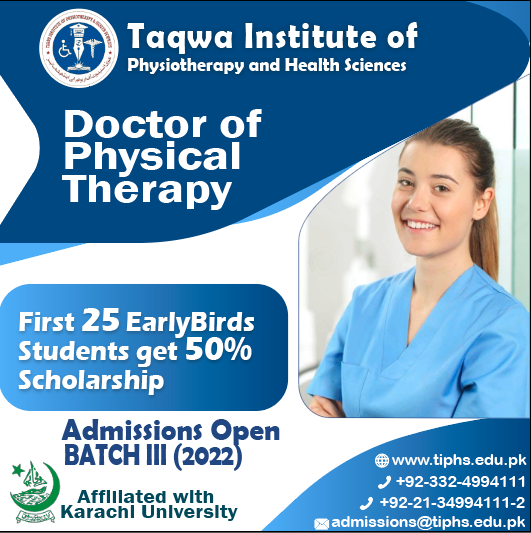 Taqwa Institute of
Physiotherapy and Health Sciences
Doctor of
Physical
Therapy
First 25 EarlyBirds
Students get 50%
Scholarship
Admissions Open
BATCH III (2022)
Affiliated with
Karachi University
www.tiphs.edu.pk
+92-332-4994111
+92-21-34994111-2
admissions@tiphs.edu.pk